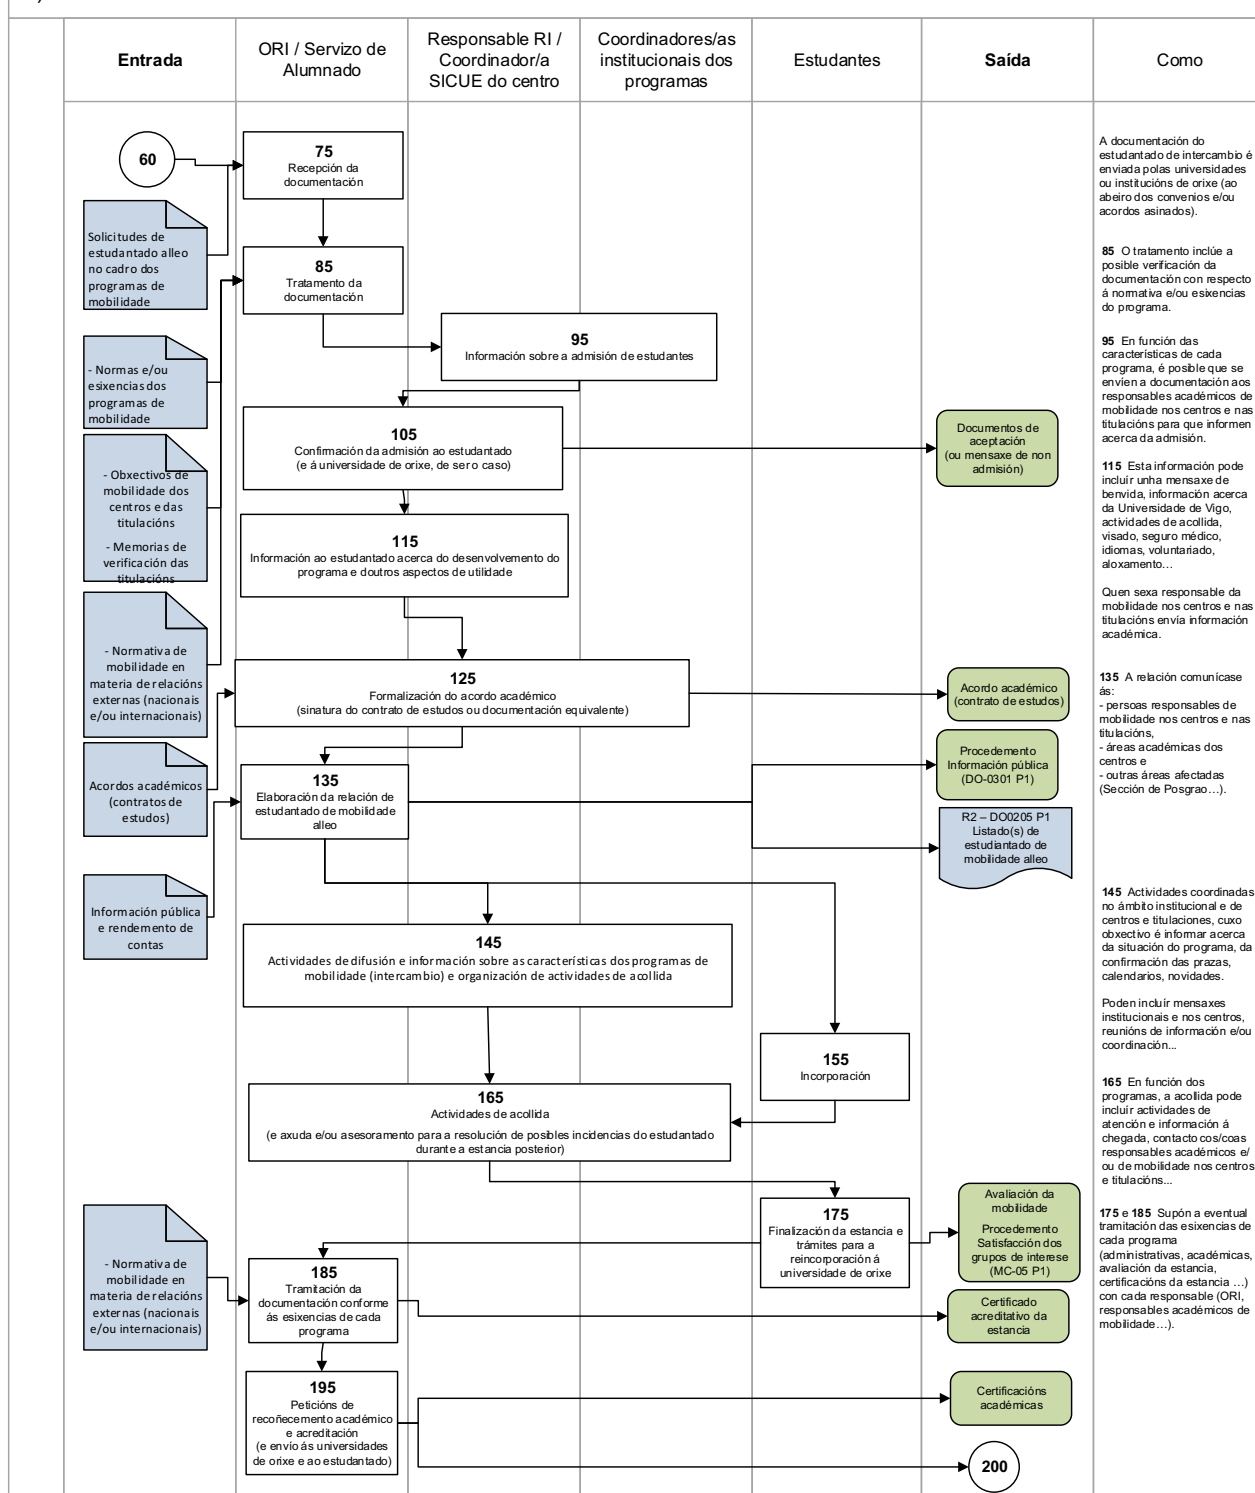 Entrada
ORI / Servizo de
Alumnado
Responsable RI /
Coordinador/a
SICUE do centro
Coordinadores/as
institucionais dos
programas
Estudantes
Saída
Como
60
75
Recepción da
documentación
Solicitudes de
estudantado alleo
no cadro dos
programas de
mobilidade
85
Tratamento da
documentación
95
Información sobre a admisión de estudantes
- Normas e/ou
esixencias dos
programas de
mobilidade
105
Confirmación da admisión ao estudantado
(e á universidade de orixe, de ser o caso)
Documentos de
aceptación
(ou mensaxe de non
admisión)
- Obxectivos de
mobilidade dos
centros e das
titulacións
- Memorias de
verificación das
titulacións
115
Información ao estudantado acerca do desenvolvemento do
programa e doutros aspectos de utilidade
- Normativa de
mobilidade en
materia de relacións
externas (nacionais
e/ou internacionais)
125
Formalización do acordo académico
(sinatura do contrato de estudos ou documentación equivalente)
Acordo académico
(contrato de estudos)
Acordos académicos
(contratos de
estudos)
135
Elaboración da relación de
estudantado de mobilidade
alleo
Procedemento
Información pública
(DO-0301 P1)
R2 – DO0205 P1
Listado(s) de
estudiantado de
mobilidade alleo
Información pública
e rendemento de
contas
145
Actividades de difusión e información sobre as características dos programas de
mobilidade (intercambio) e organización de actividades de acollida
155
Incorporación
165
Actividades de acollida
(e axuda e/ou asesoramento para a resolución de posibles incidencias do estudantado
durante a estancia posterior)
175
Finalización da estancia e
trámites para a
reincorporación á
universidade de orixe
Avaliación da
mobilidade
Procedemento
Satisfacción dos
grupos de interese
(MC-05 P1)
- Normativa de
mobilidade en
materia de relacións
externas (nacionais
e/ou internacionais)
185
Tramitación da
documentación conforme
ás esixencias de cada
programa
Certificado
acreditativo da
estancia
195
Peticións de
recoñecemento académico
e acreditación
(e envío ás universidades
de orixe e ao estudantado)
Certificacións
académicas
200
A documentación do
estudantado de intercambio é
enviada polas universidades
ou institucións de orixe (ao
abeiro dos convenios e/ou
acordos asinados).
85 O tratamento inclúe a
posible verificación da
documentación con respecto
á normativa e/ou esixencias
do programa.
95 En función das
características de cada
programa, é posible que se
envíen a documentación aos
responsables académicos de
mobilidade nos centros e nas
titulacións para que informen
acerca da admisión.
115 Esta información pode
incluír unha mensaxe de
benvida, información acerca
da Universidade de Vigo,
actividades de acollida,
visado, seguro médico,
idiomas, voluntariado,
aloxamento…
Quen sexa responsable da
mobilidade nos centros e nas
titulacións envía información
académica.
135 A relación comunícase
ás:
- persoas responsables de
mobilidade nos centros e nas
titulacións,
- áreas académicas dos
centros e
- outras áreas afectadas
(Sección de Posgrao…).
145 Actividades coordinadas
no ámbito institucional e de
centros e titulaciones, cuxo
obxectivo é informar acerca
da situación do programa, da
confirmación das prazas,
calendarios, novidades.
Poden incluír mensaxes
institucionais e nos centros,
reunións de información e/ou
coordinación...
165 En función dos
programas, a acollida pode
incluír actividades de
atención e información á
chegada, contacto cos/coas
responsables académicos e/
ou de mobilidade nos centros
e titulacións...
175 e 185 Supón a eventual
tramitación das esixencias de
cada programa
(administrativas, académicas,
avaliación da estancia,
certificacións da estancia …)
con cada responsable (ORI,
responsables académicos de
mobilidade…).